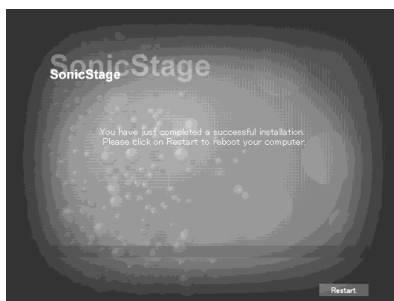 SonicStage
SonicStage
You have just completed a successful installation.
Please click on Restart to reboot your computer.
Restart